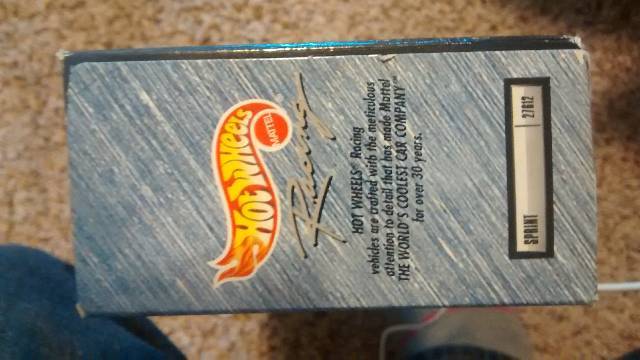 HOT WHEELS
MATTEL
Racing
HOT WHEELS® Racing
vehicles are crafted with the meticulous
attention to detail that has made Mattel
THE WORLD'S COOLEST CAR COMPANY™
for over 30 years.
SPRINT 27612